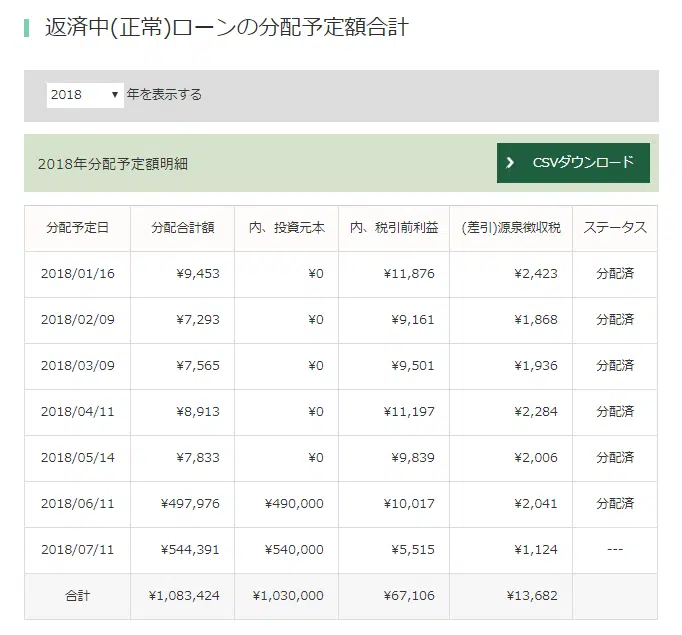 返済中(正常)ローンの分配予定額合計
2018 ▼ 年を表示する
2018年分配予定額明細 CSVダウンロード
分配予定日 分配合計額 内、投資元本 内、税引前利益 (差引)源泉徴収税 ステータス
2018/01/16 ¥9,453 ¥0 ¥11,876 ¥2,423 分配済
2018/02/09 ¥7,293 ¥0 ¥9,161 ¥1,868 分配済
2018/03/09 ¥7,565 ¥0 ¥9,501 ¥1,936 分配済
2018/04/11 ¥8,913 ¥0 ¥11,197 ¥2,284 分配済
2018/05/14 ¥7,833 ¥0 ¥9,839 ¥2,006 分配済
2018/06/11 ¥497,976 ¥490,000 ¥10,017 ¥2,041 分配済
2018/07/11 ¥544,391 ¥540,000 ¥5,515 ¥1,124 ---
合計 ¥1,083,424 ¥1,030,000 ¥67,106 ¥13,682